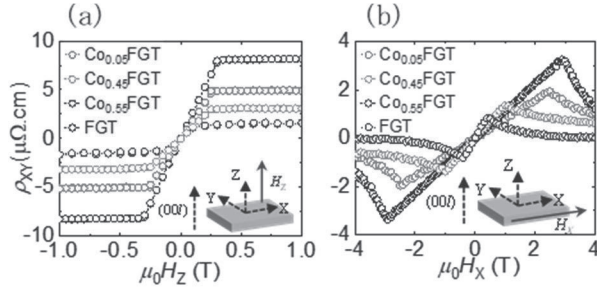 (a)
(b)
10
5
0
-5
-10
ρXY(μΩ.cm)
Co0.05FGT
Co0.45FGT
Co0.55FGT
FGT
(00l)
Z
Y
X
HZ
-1.0 -0.5 0.0 0.5 1.0
μ0HZ (T)
4
2
0
-2
-4
Co0.05FGT
Co0.45FGT
Co0.55FGT
FGT
(00l)
Z
Y
X
-4 -2 0 2 4
μ0HX (T)